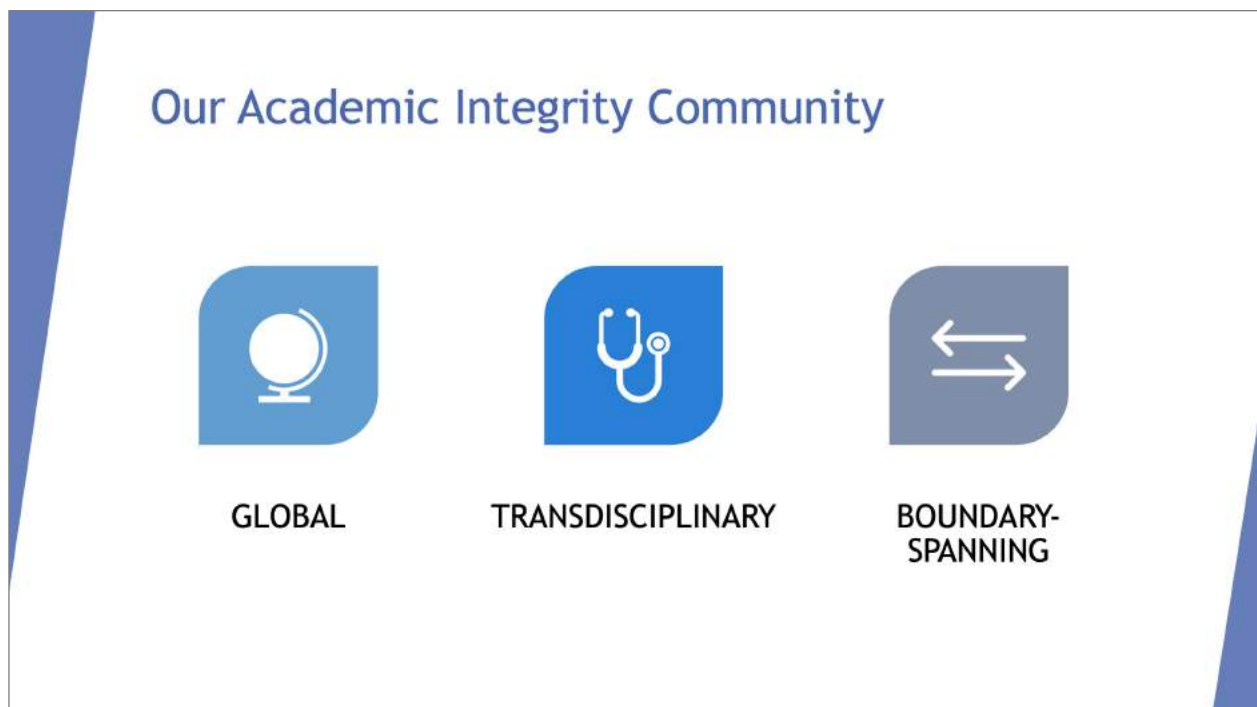 Our Academic Integrity Community
GLOBAL
TRANSDISCIPLINARY
BOUNDARY-
SPANNING